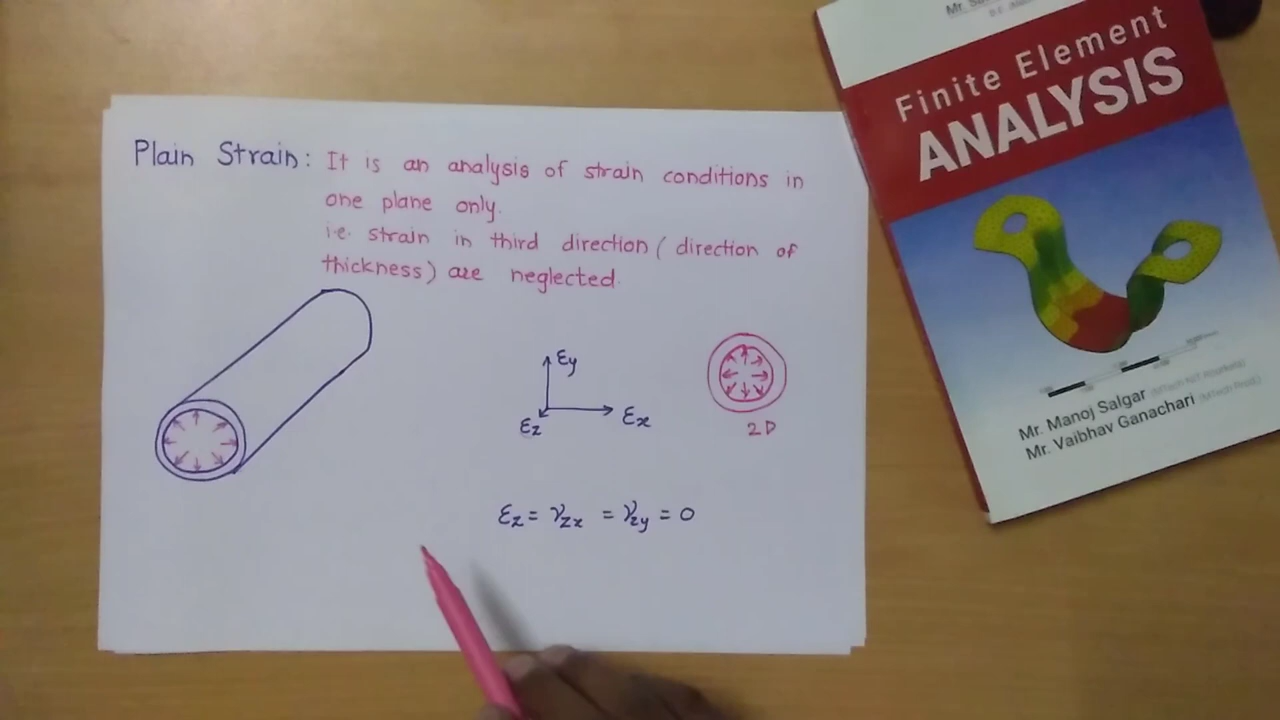 Plain Strain: It is an analysis of strain conditions in
one plane only.
i.e. strain in third direction ( direction of
thickness) are neglected.
εy
εz
εx
2D
εz = γzx = γzy = 0
Mr.
Finite Element
ANALYSIS
Mr. Manoj Salgar
Mr. Vaibhav Ganachari